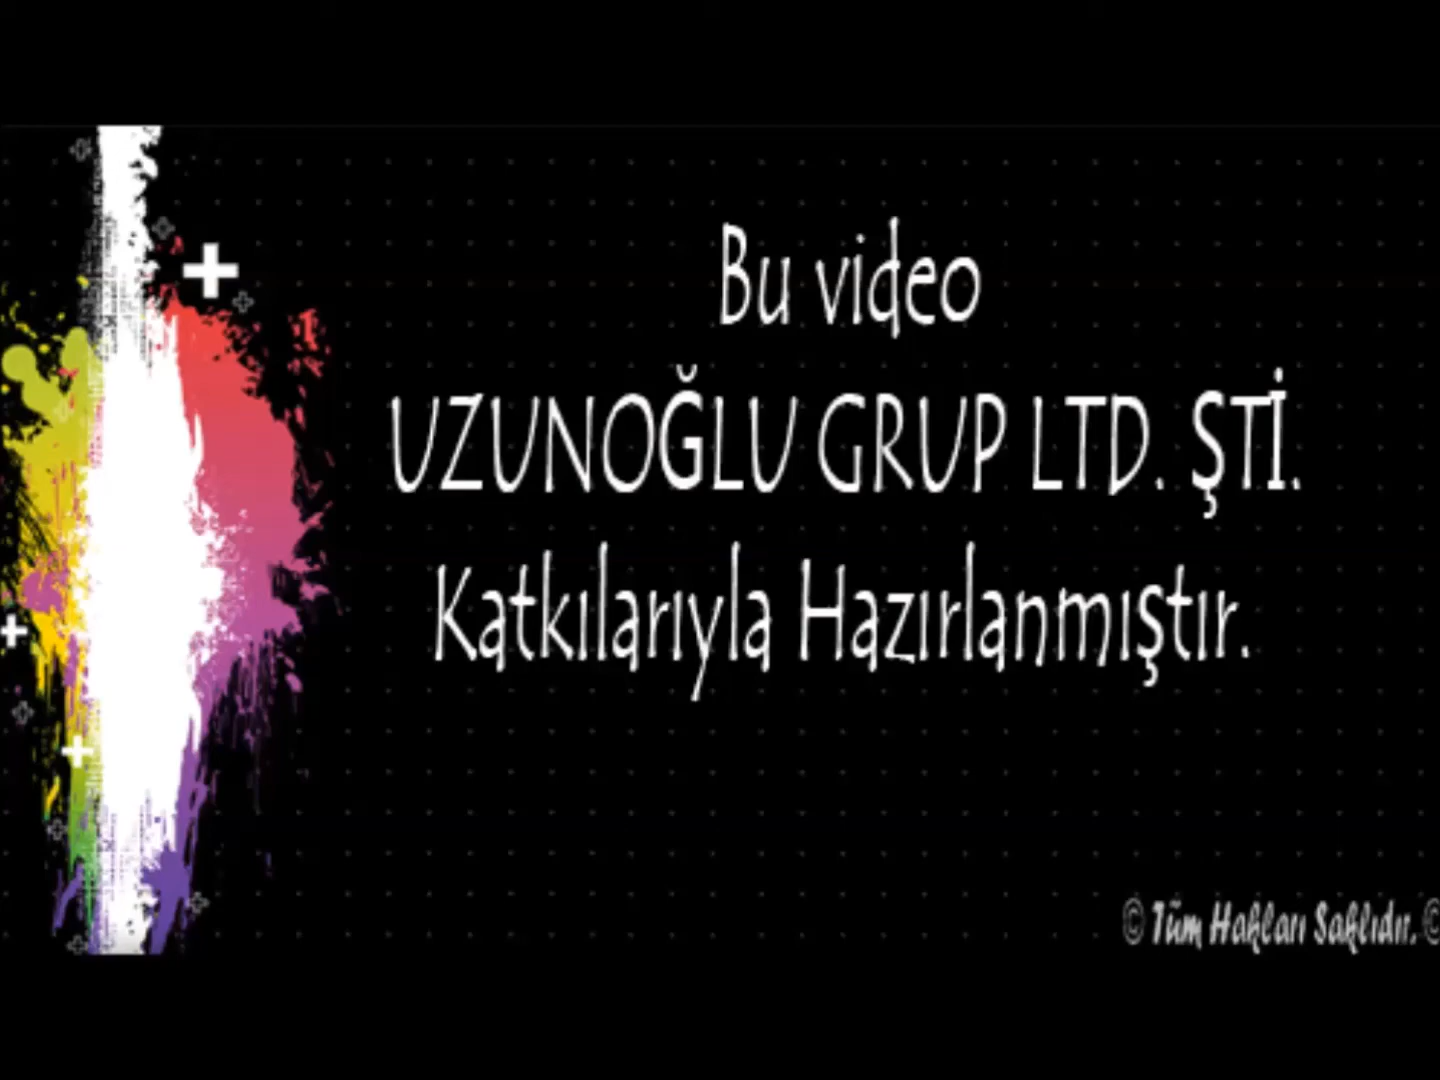 Bu video
UZUNOĞLU GRUP LTD. ŞTİ.
Katkılarıyla Hazırlanmıştır.
© Tüm Hakları Saklıdır. ©